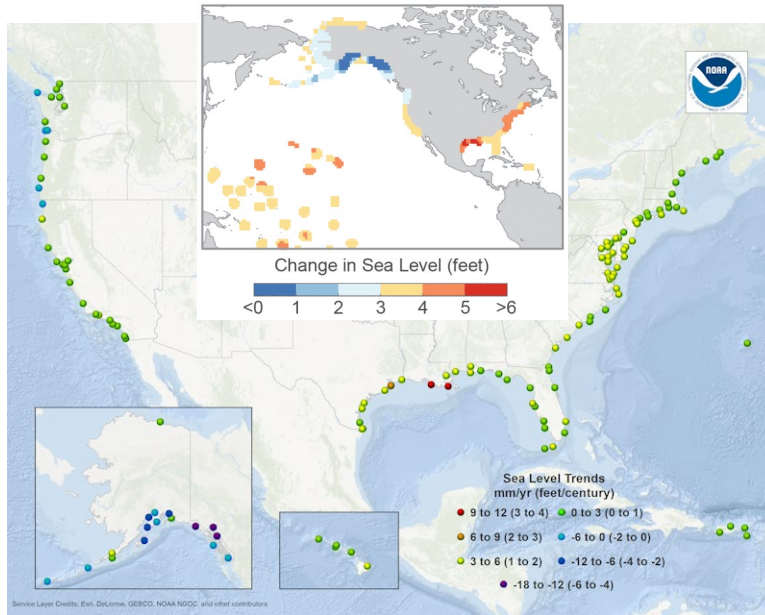 NOAA
Change in Sea Level (feet)
<0 1 2 3 4 5 >6
Sea Level Trends
mm/yr (feet/century)
9 to 12 (3 to 4) 0 to 3 (0 to 1)
6 to 9 (2 to 3) -6 to 0 (-2 to 0)
3 to 6 (1 to 2) -12 to -6 (-4 to -2)
-18 to -12 (-6 to -4)
Service Layer Credits: Esri, DeLorme, GEBCO, NOAA NGDC, and other contributors